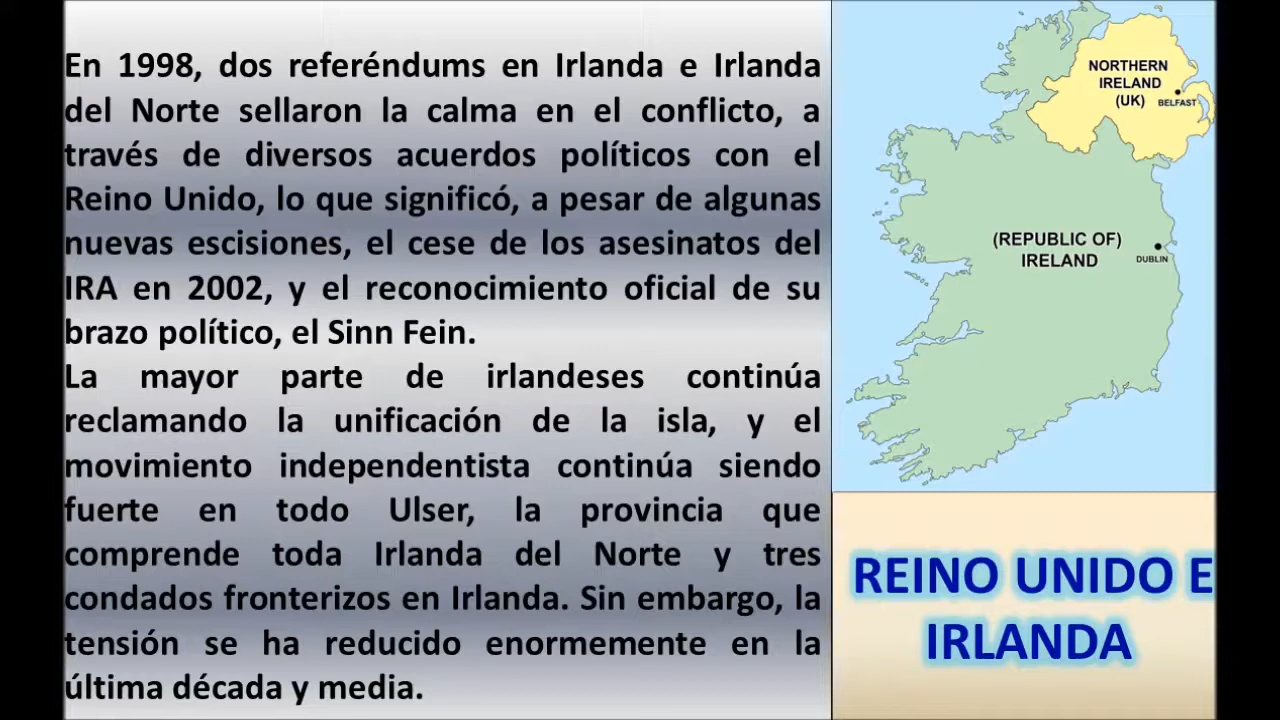 En 1998, dos referéndums en Irlanda e Irlanda
del Norte sellaron la calma en el conflicto, a
través de diversos acuerdos políticos con el
Reino Unido, lo que significó, a pesar de algunas
nuevas escisiones, el cese de los asesinatos del
IRA en 2002, y el reconocimiento oficial de su
brazo político, el Sinn Fein.
La mayor parte de irlandeses continúa
reclamando la unificación de la isla, y el
movimiento independentista continúa siendo
fuerte en todo Ulser, la provincia que
comprende toda Irlanda del Norte y tres
condados fronterizos en Irlanda. Sin embargo, la
tensión se ha reducido enormemente en la
última década y media.
NORTHERN
IRELAND
(UK)
BELFAST
(REPUBLIC OF)
IRELAND
DUBLIN
REINO UNIDO E
IRLANDA